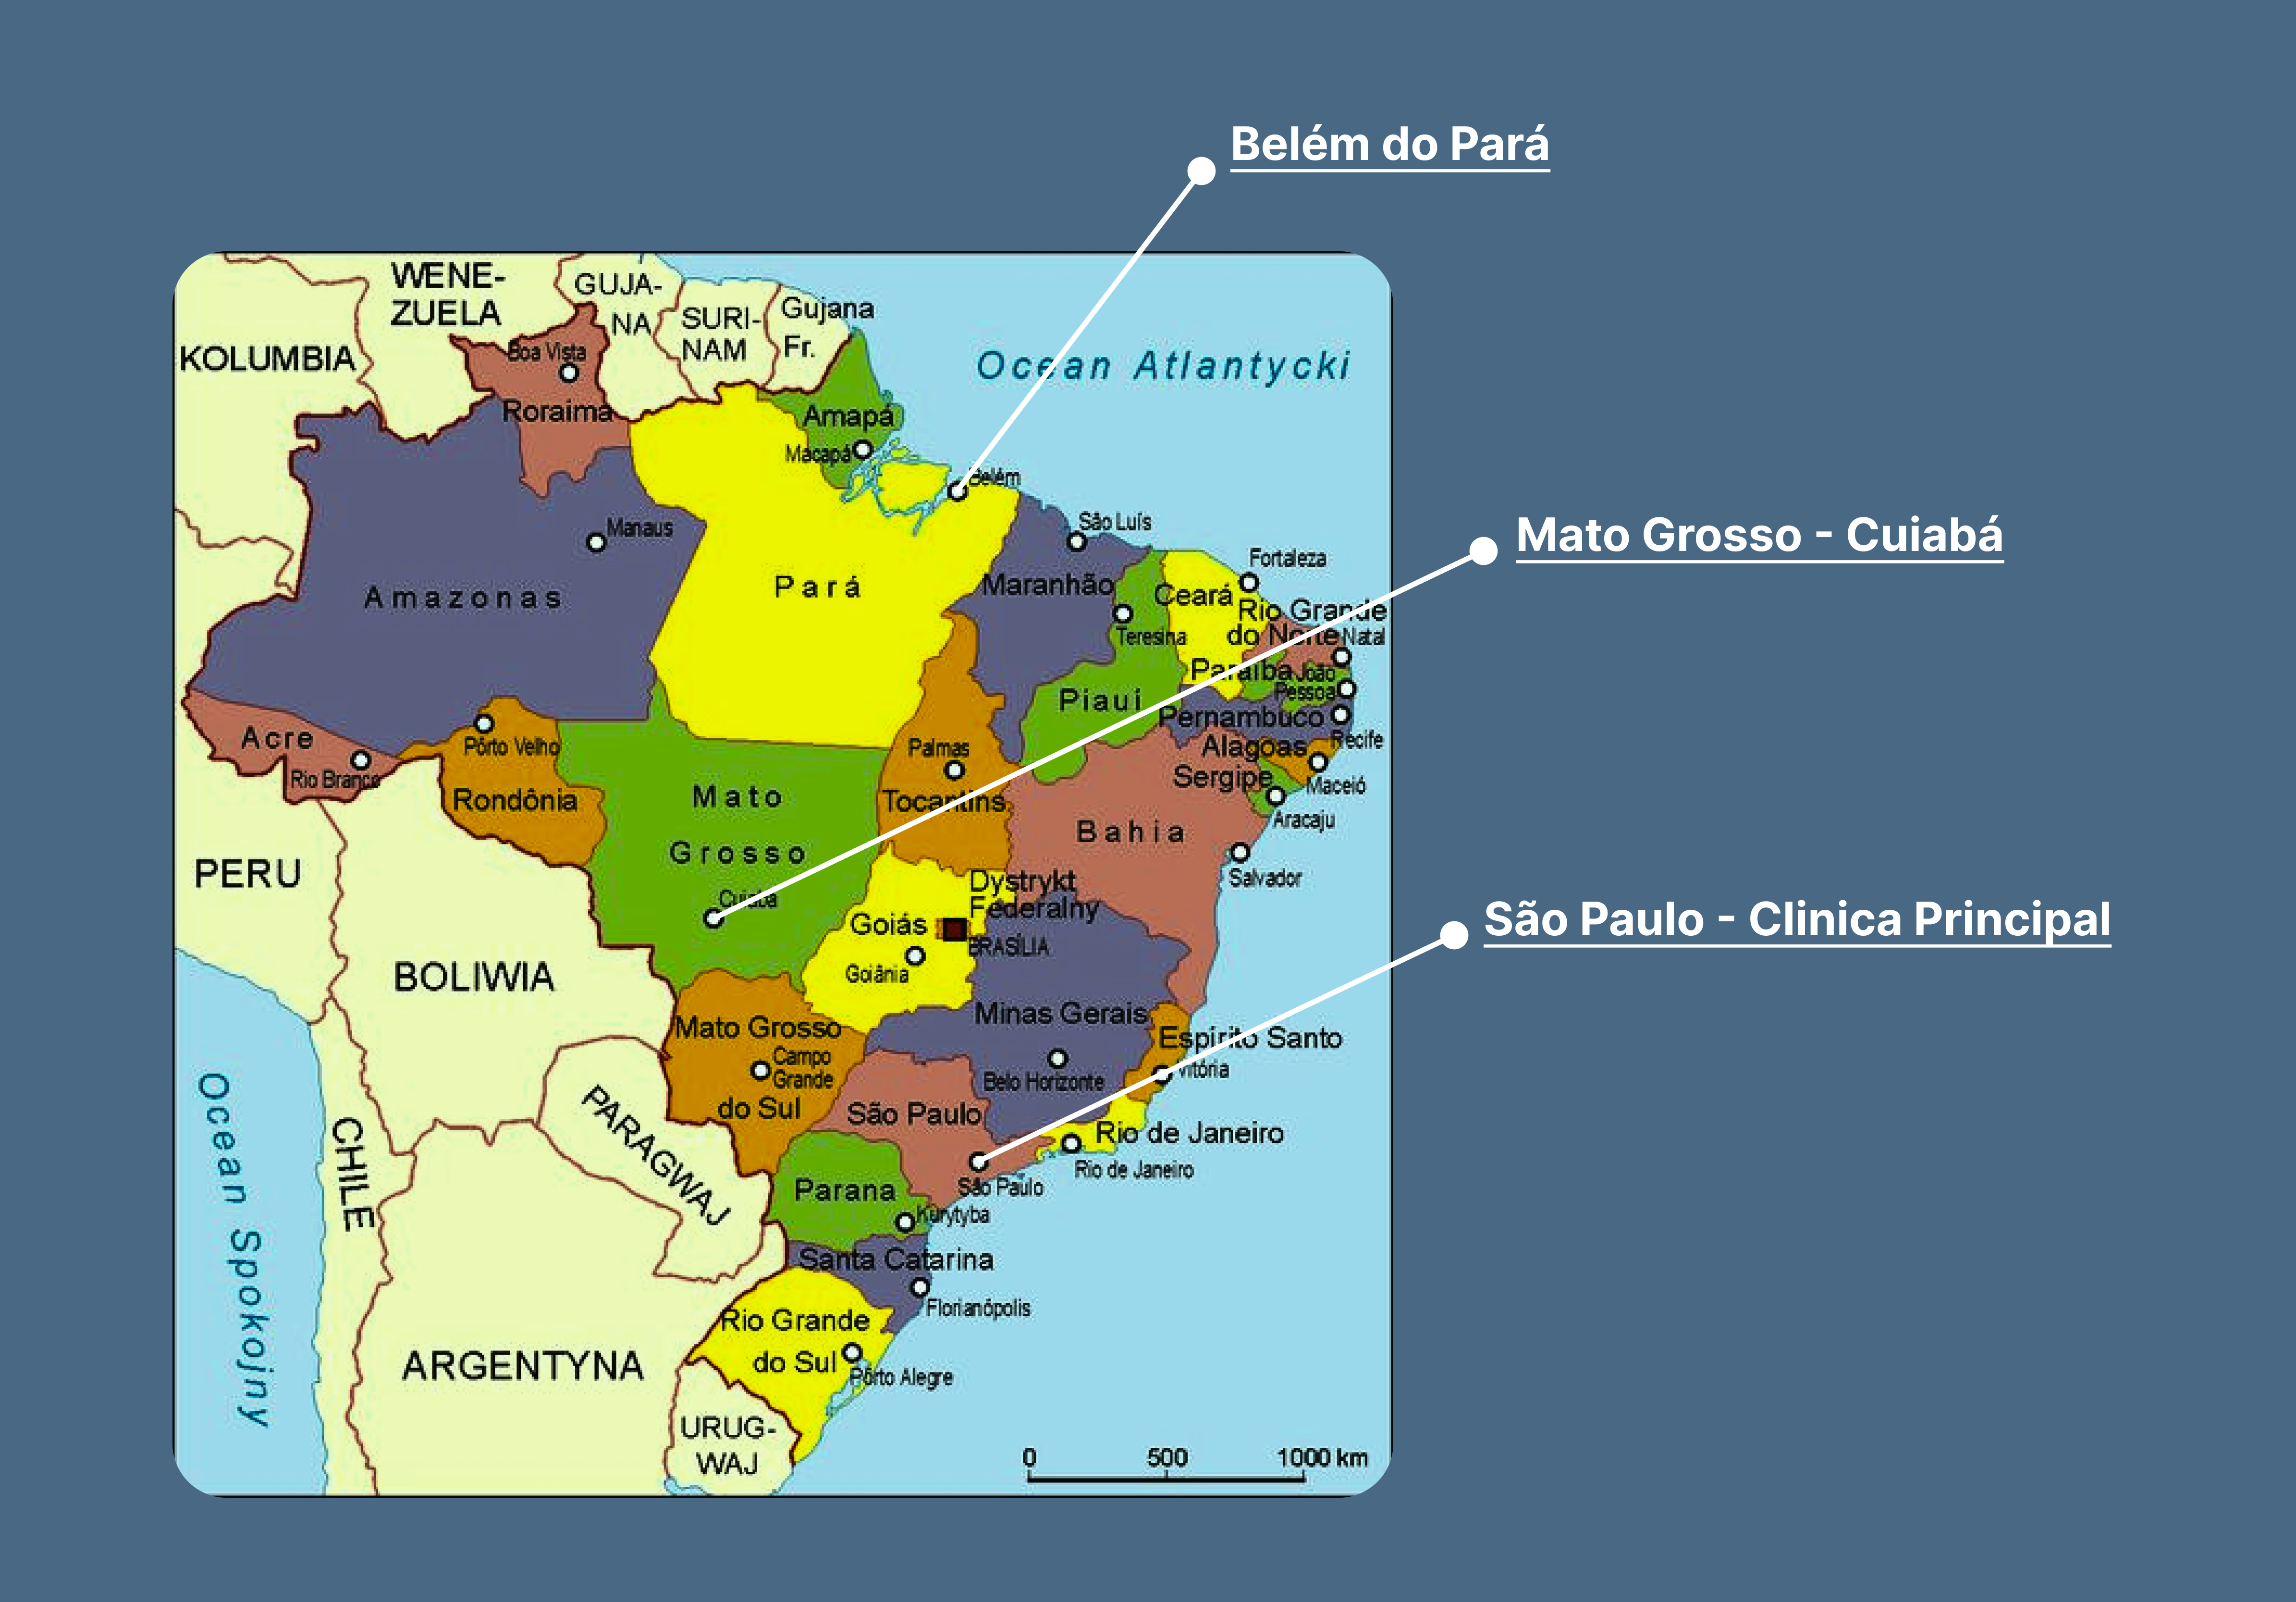 Belém do Pará
WENE-
ZUELA
GUJA-
NA
SURI-
NAM
Gujana
Fr.
KOLUMBIA
Boa Vista
Roraima
Ocean Atlantycki
Amapá
Macapá
Belém
Manaus
São Luís
Mato Grosso - Cuiabá
Fortaleza
Amazonas
Pará
Maranhão
Ceará
Rio Grande
do Norte
Natal
Teresina
Paraíba
João
Pessoa
Piaui
Pernambuco
Recife
Acre
Rio Branco
Pôrto Velho
Rondônia
Palmas
Tocantins
Alagoas
Sergipe
Maceió
Aracaju
Mato
Grosso
Bahia
PERU
Salvador
Cuiaba
Dystrykt
Federalny
Goiás
BRASÍLIA
Goiânia
São Paulo - Clinica Principal
BOLIWIA
Minas Gerais
Mato Grosso
Campo
Grande
do Sul
Espírito Santo
Vitória
Belo Horizonte
São Paulo
Rio de Janeiro
Rio de Janeiro
São Paulo
PARAGWAJ
Parana
Kurytyba
Ocean Spokojny
CHILE
Santa Catarina
Florianópolis
Rio Grande
do Sul
Pôrto Alegre
ARGENTYNA
URUG-
WAJ
0 500 1000 km